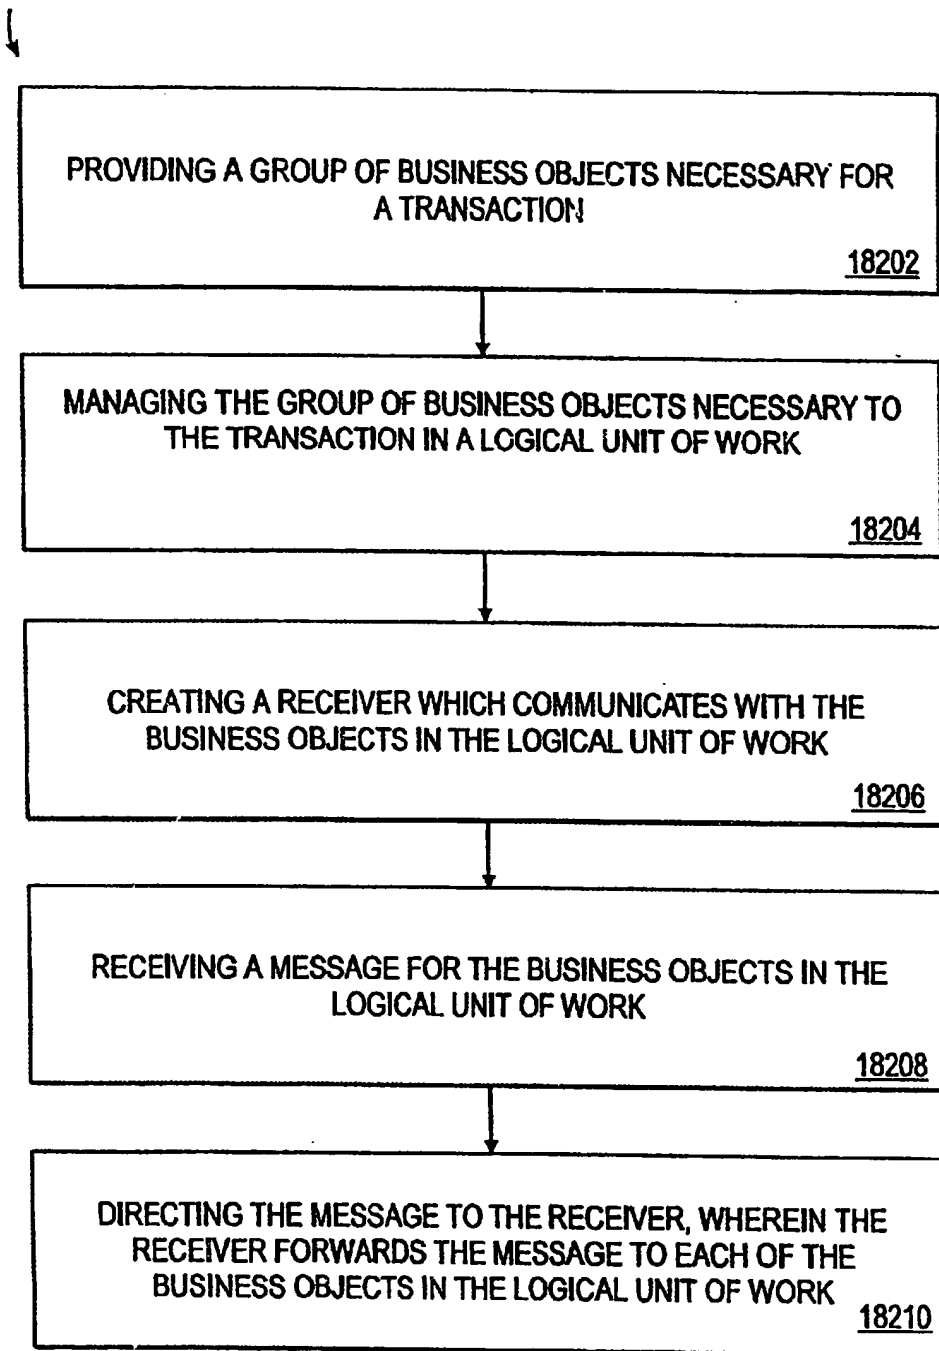 PROVIDING A GROUP OF BUSINESS OBJECTS NECESSARY FOR
A TRANSACTION
18202
MANAGING THE GROUP OF BUSINESS OBJECTS NECESSARY TO
THE TRANSACTION IN A LOGICAL UNIT OF WORK
18204
CREATING A RECEIVER WHICH COMMUNICATES WITH THE
BUSINESS OBJECTS IN THE LOGICAL UNIT OF WORK
18206
RECEIVING A MESSAGE FOR THE BUSINESS OBJECTS IN THE
LOGICAL UNIT OF WORK
18208
DIRECTING THE MESSAGE TO THE RECEIVER, WHEREIN THE
RECEIVER FORWARDS THE MESSAGE TO EACH OF THE
BUSINESS OBJECTS IN THE LOGICAL UNIT OF WORK
18210